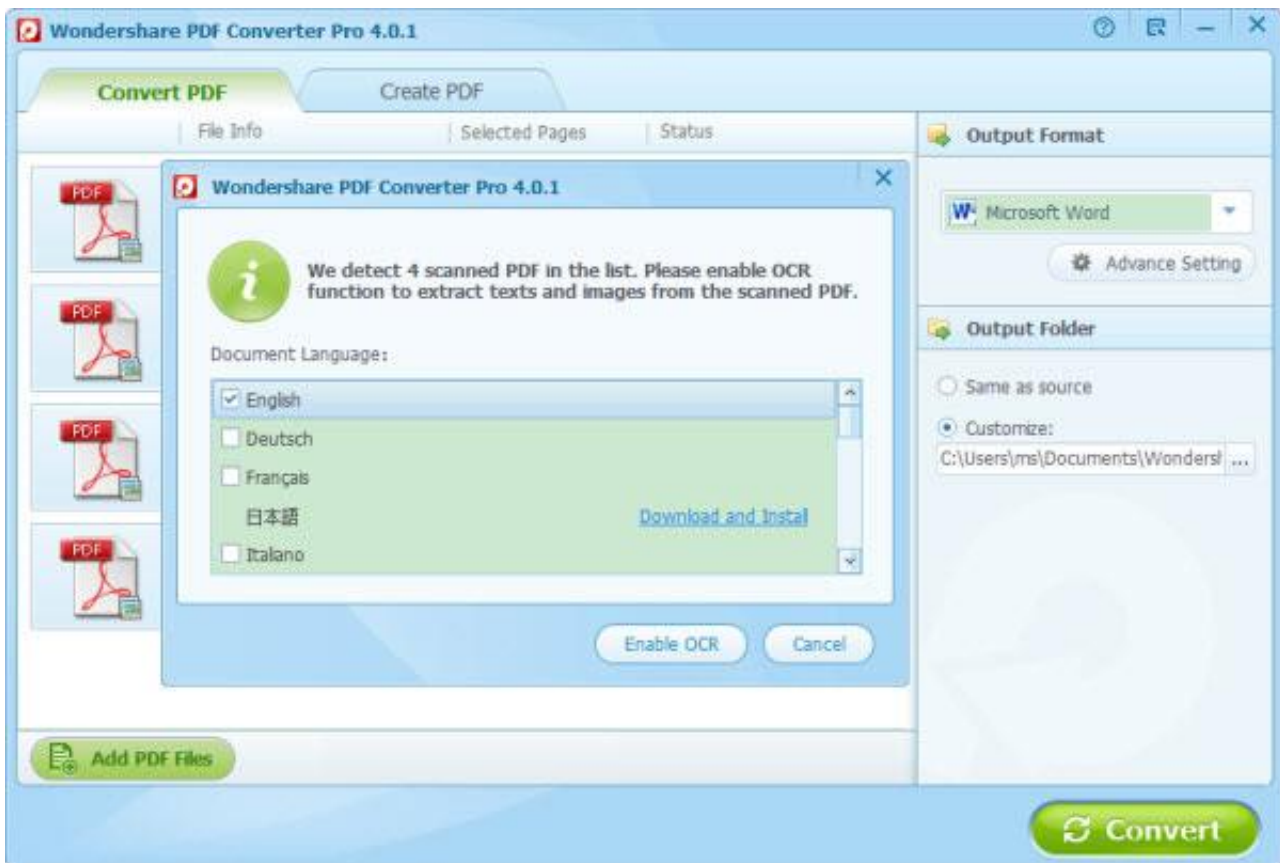 Wondershare PDF Converter Pro 4.0.1
Convert PDF
Create PDF
File Info
Selected Pages
Status
Output Format
PDF
PDF
PDF
PDF
Wondershare PDF Converter Pro 4.0.1
We detect 4 scanned PDF in the list. Please enable OCR
function to extract texts and images from the scanned PDF.
Document Language:
English
Deutsch
Français
日本語
Download and Install
Italano
Enable OCR
Cancel
Microsoft Word
Advance Setting
Output Folder
Same as source
Customize:
C:\Users\ms\Documents\Wondersh ...
Add PDF Files
Convert